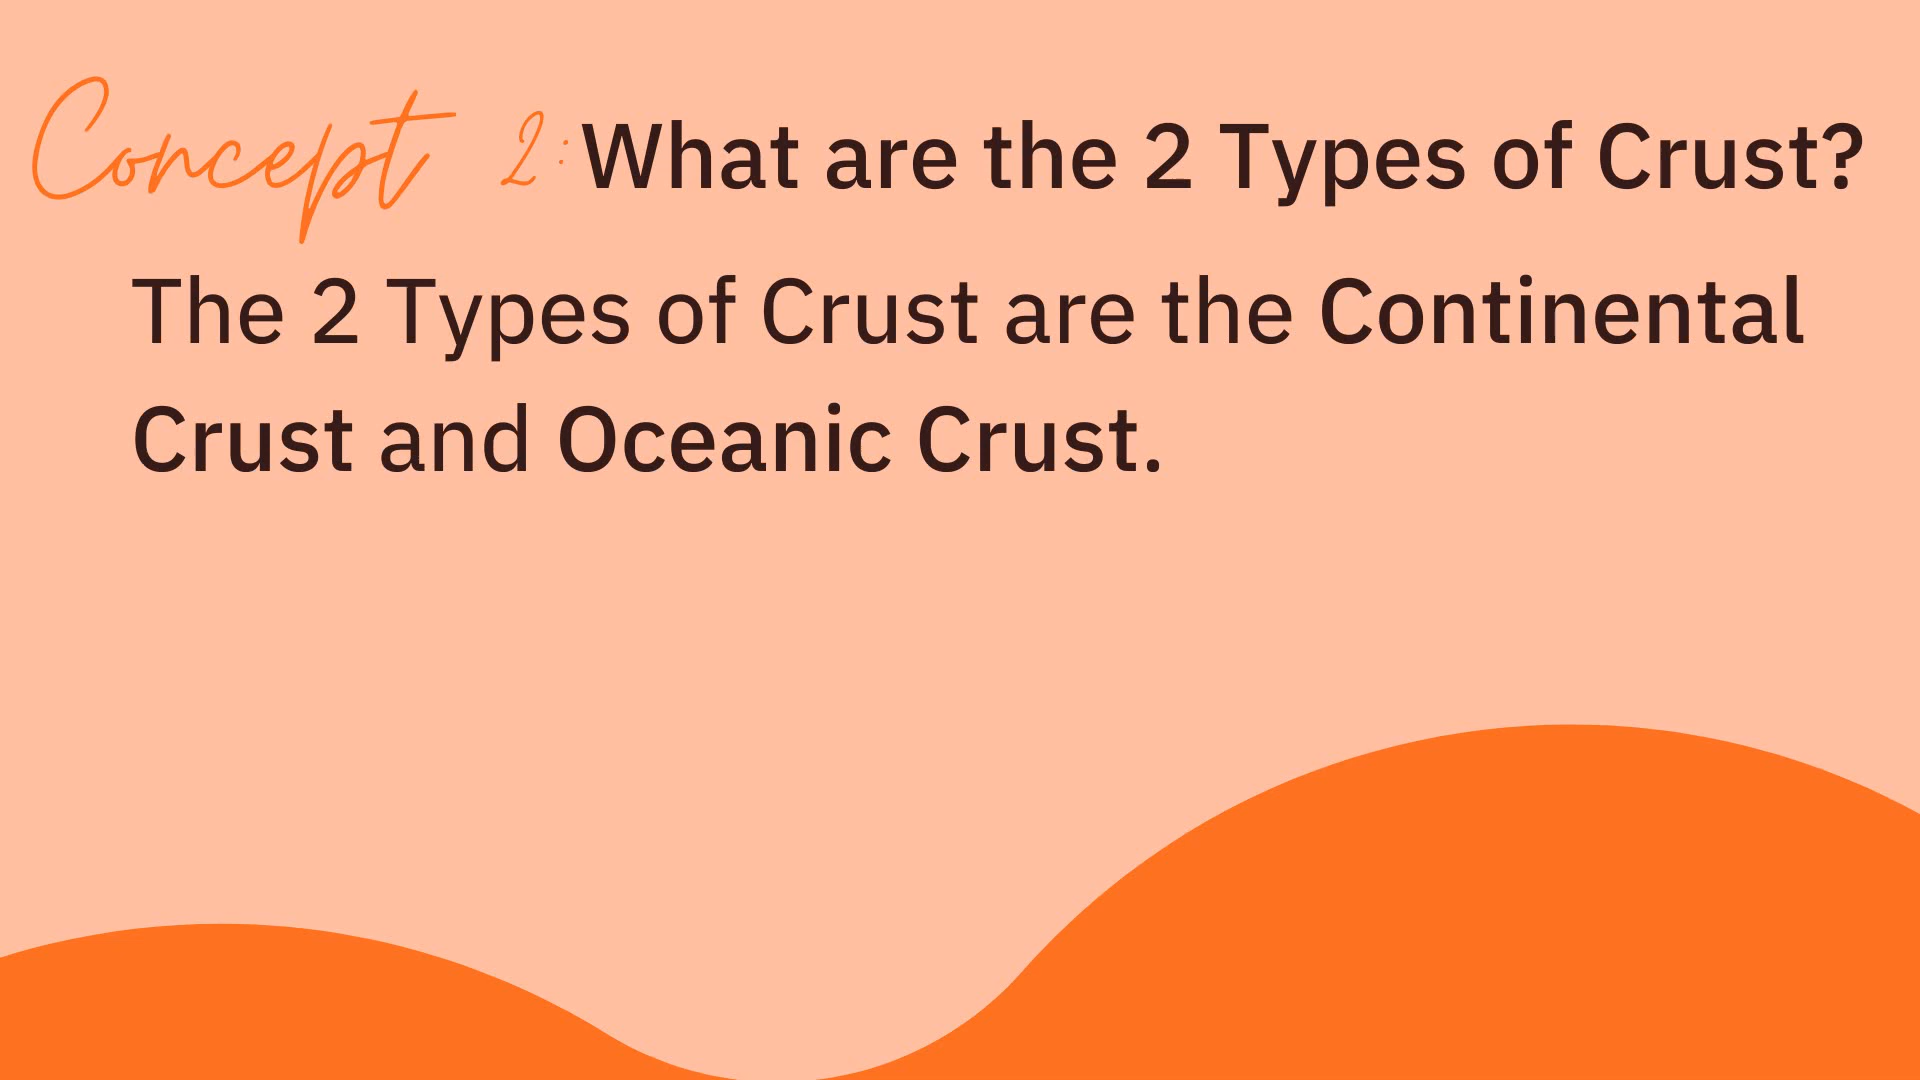 Concept 2: What are the 2 Types of Crust?
The 2 Types of Crust are the Continental
Crust and Oceanic Crust.